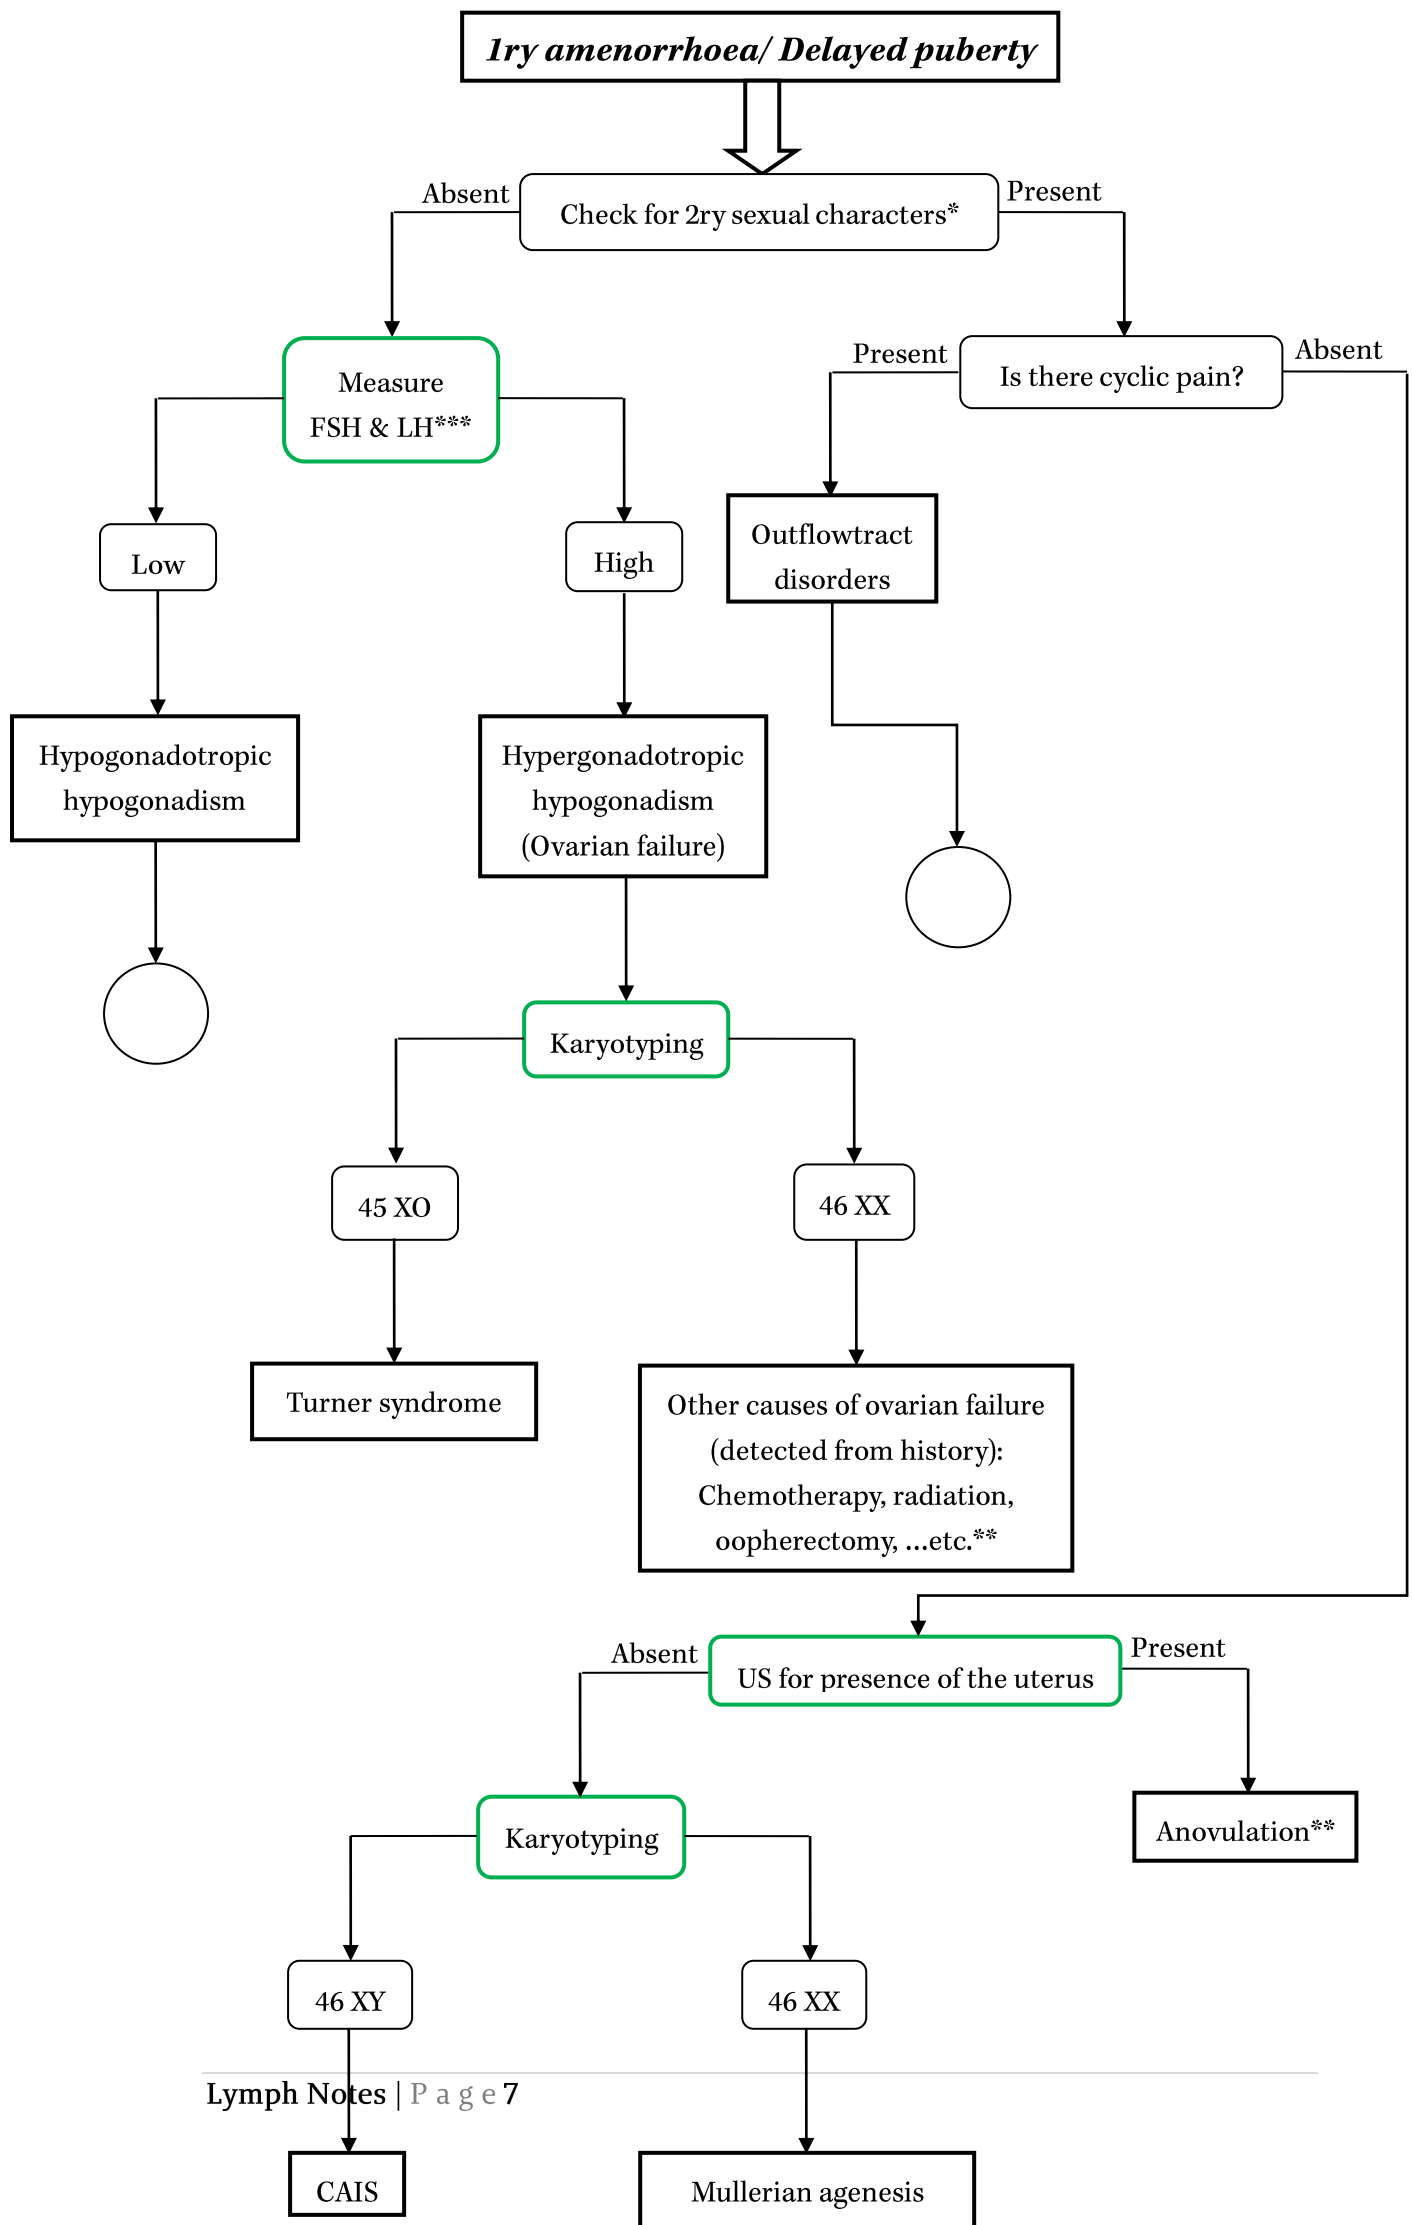 1ry amenorrhoea/ Delayed puberty
Absent
Present
Check for 2ry sexual characters*
Present
Absent
Is there cyclic pain?
Measure
FSH & LH***
Outflowtract
disorders
Low
High
Hypogonadotropic
hypogonadism
Hypergonadotropic
hypogonadism
(Ovarian failure)
Karyotyping
45 XO
46 XX
Turner syndrome
Other causes of ovarian failure
(detected from history):
Chemotherapy, radiation,
oopherectomy, ...etc.**
Absent
Present
US for presence of the uterus
Karyotyping
Anovulation**
46 XY
46 XX
Lymph Notes | Page 7
CAIS
Mullerian agenesis